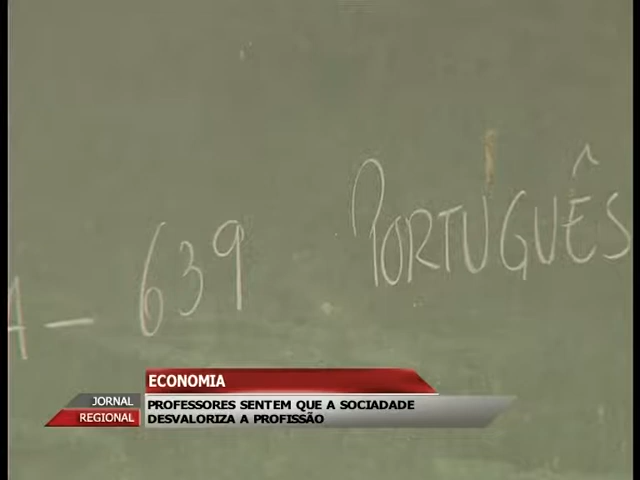 A - 639 PORTUGUÊS
ECONOMIA
JORNAL
REGIONAL
PROFESSORES SENTEM QUE A SOCIADADE
DESVALORIZA A PROFISSÃO